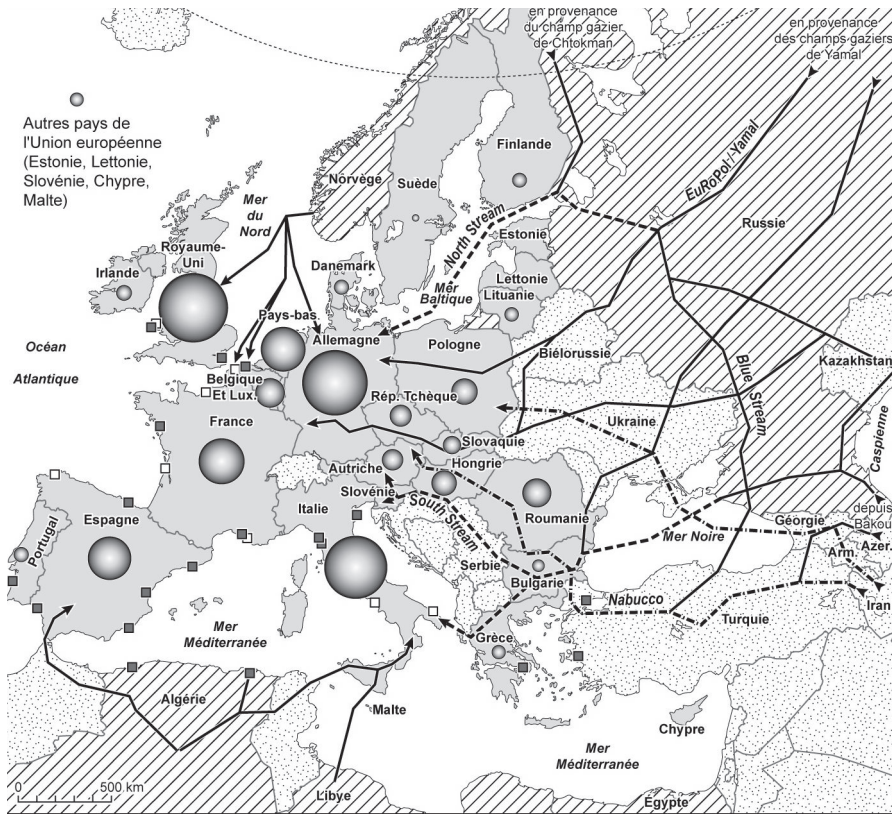 en provenance
du champ gazier
de Chtokman
en provenance
des champs gaziers
de Yamal
Autres pays de
l'Union européenne
(Estonie, Lettonie,
Slovénie, Chypre,
Malte)
Finlande
EuRoPol / Yamal
Norvège
Suède
Russie
Mer
du
Nord
North Stream
Estonie
Royaume-
Uni
Irlande
Danemark
Mer
Baltique
Lettonie
Lituanie
Pays-bas
Allemagne
Pologne
Biélorussie
Océan
Atlantique
Kazakhstan
Belgique
Et Lux.
Rép. Tchèque
Blue Stream
France
Ukraine
Caspienne
Slovaquie
Autriche
Hongrie
Slovénie
Italie
South Stream
Roumanie
depuis
Bakou
Espagne
Portugal
Mer Noire
Géorgie
Azer.
Arm.
Serbie
Bulgarie
Nabucco
Iran
Turquie
Mer
Méditerranée
Grèce
Algérie
Malte
Chypre
Mer
Méditerranée
0
500 km
Libye
Egypte